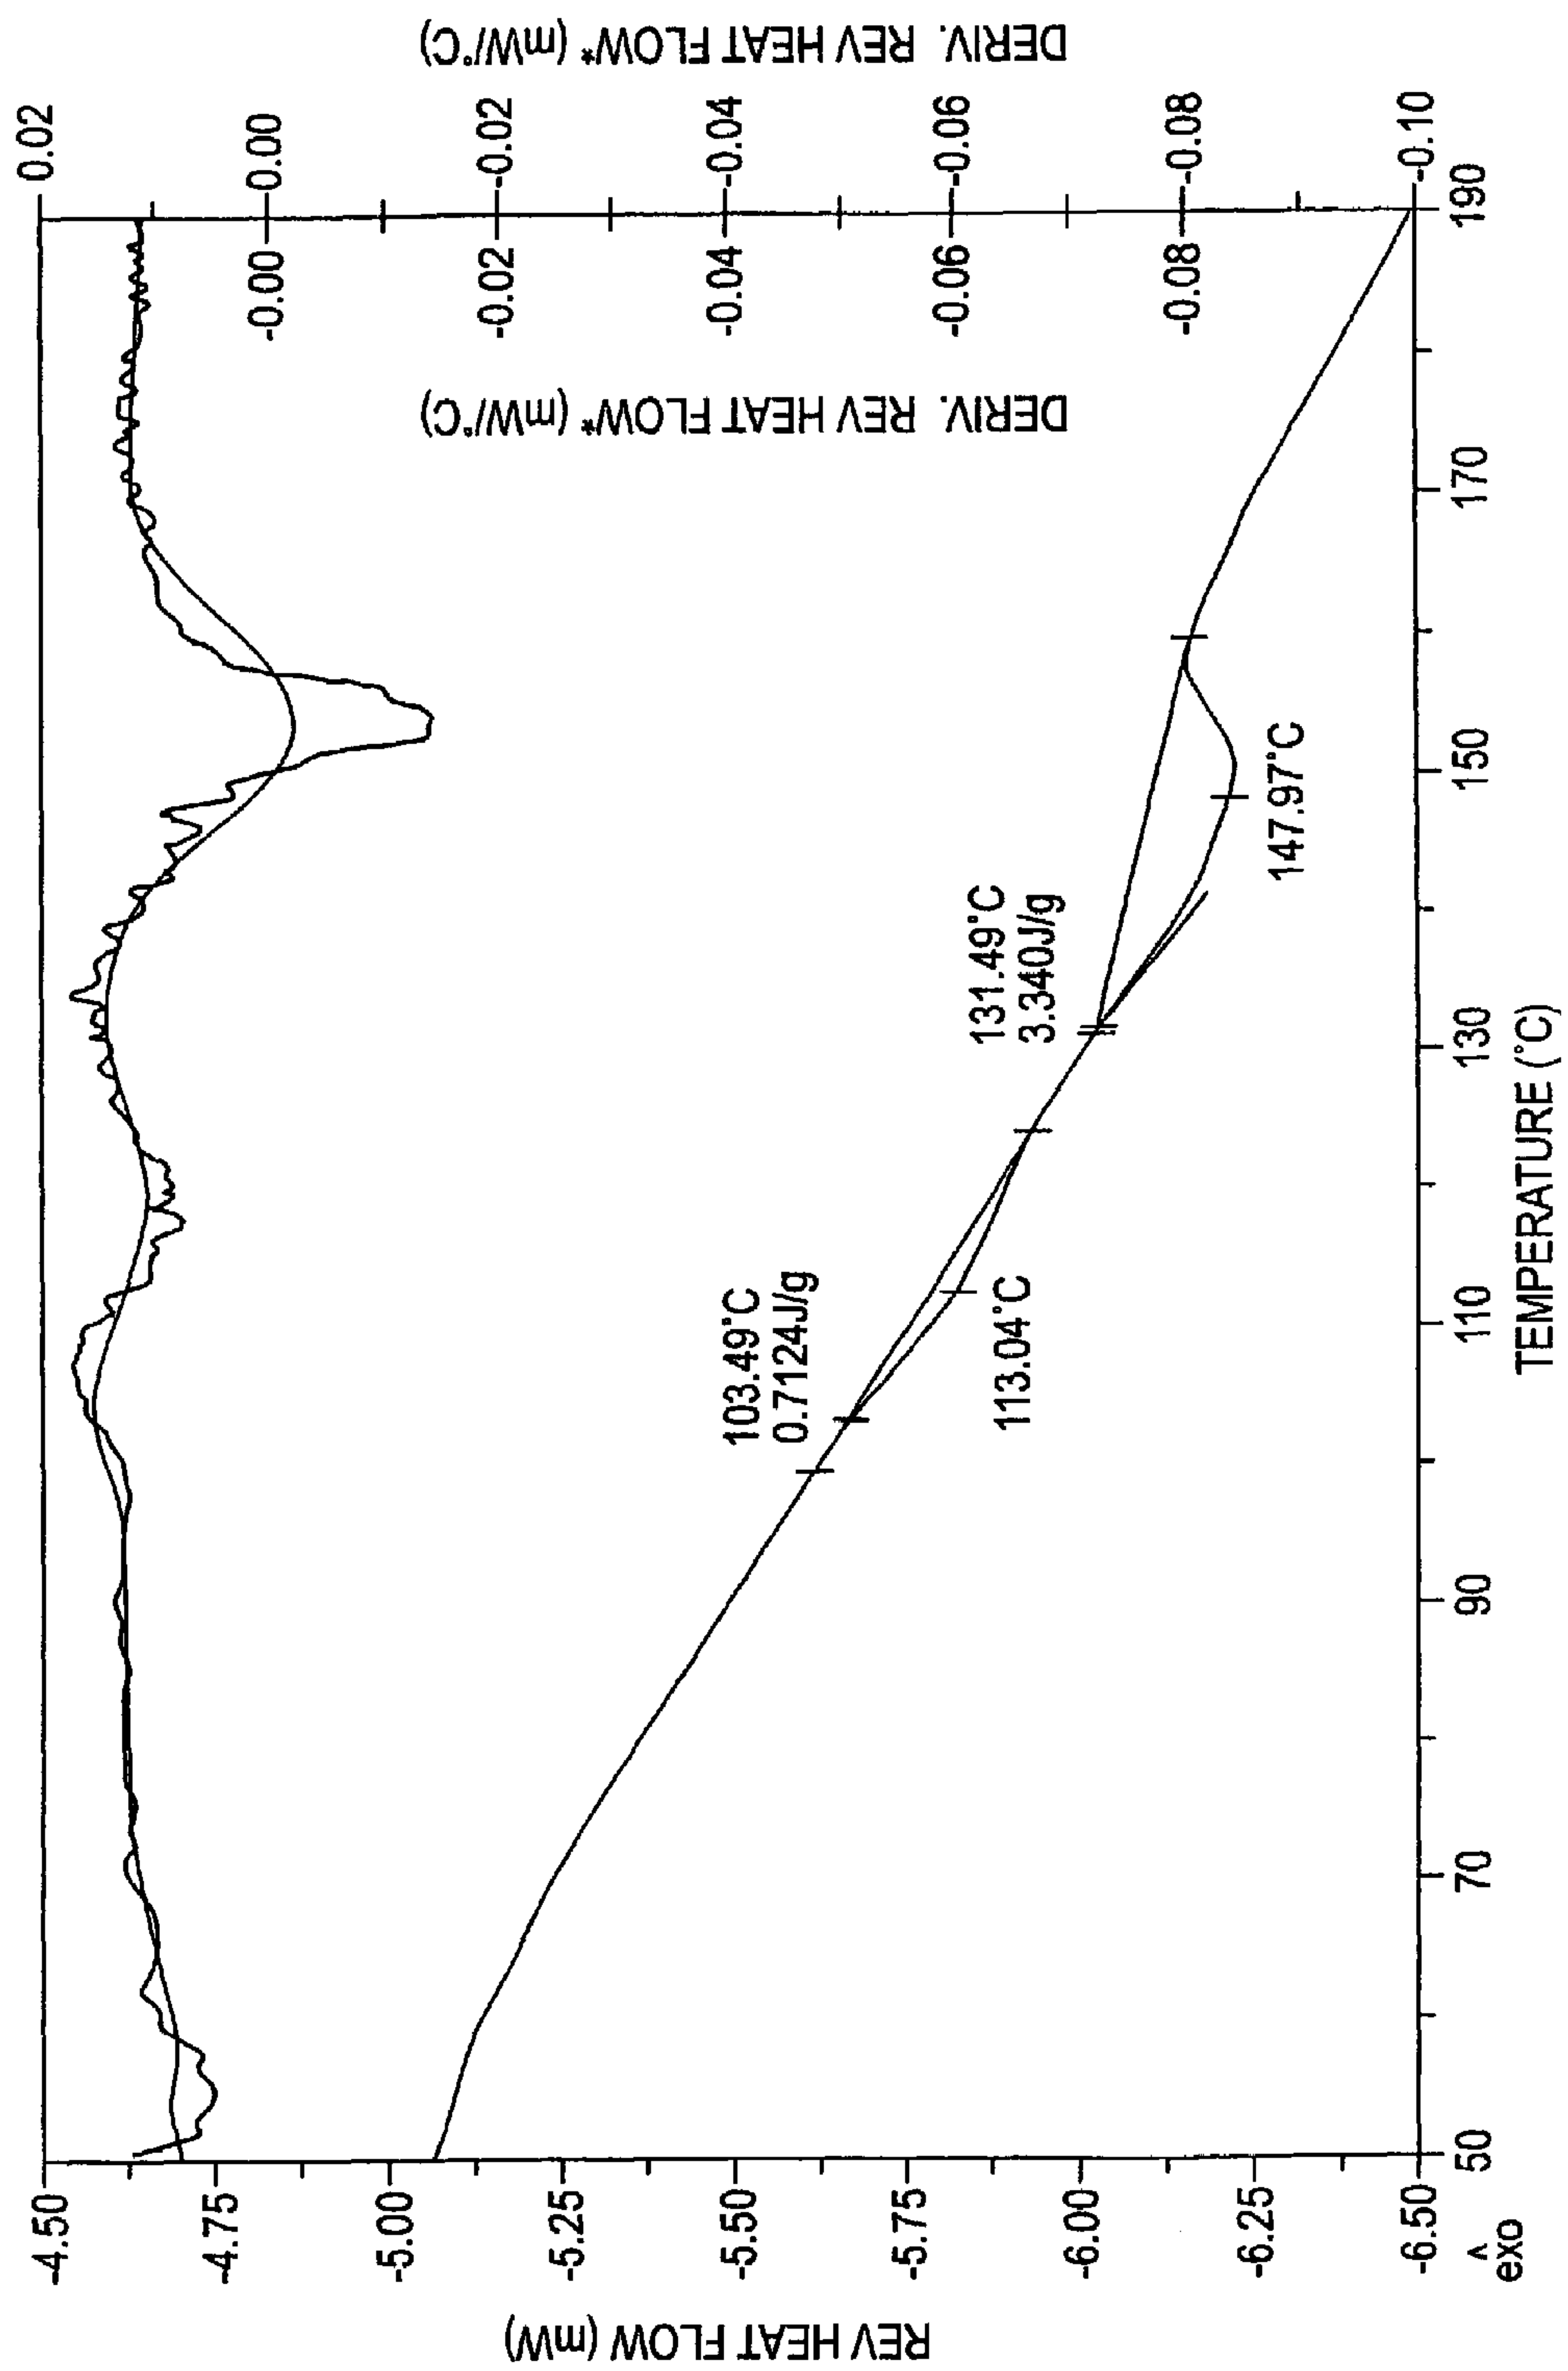 REV HEAT FLOW (mW)
-4.50
-4.75
-5.00
-5.25
-5.50
-5.75
-6.00
-6.25
-6.50
^
exo
103.49°C
0.7124J/g
113.04°C
131.49°C
3.340J/g
147.97°C
50
70
90
110
130
150
170
190
TEMPERATURE (°C)
DERIV. REV HEAT FLOW* (mW/°C)
-0.00
-0.02
-0.04
-0.06
-0.08
0.02
-0.00
-0.02
-0.04
-0.06
-0.08
-0.10
DERIV. REV HEAT FLOW* (mW/°C)